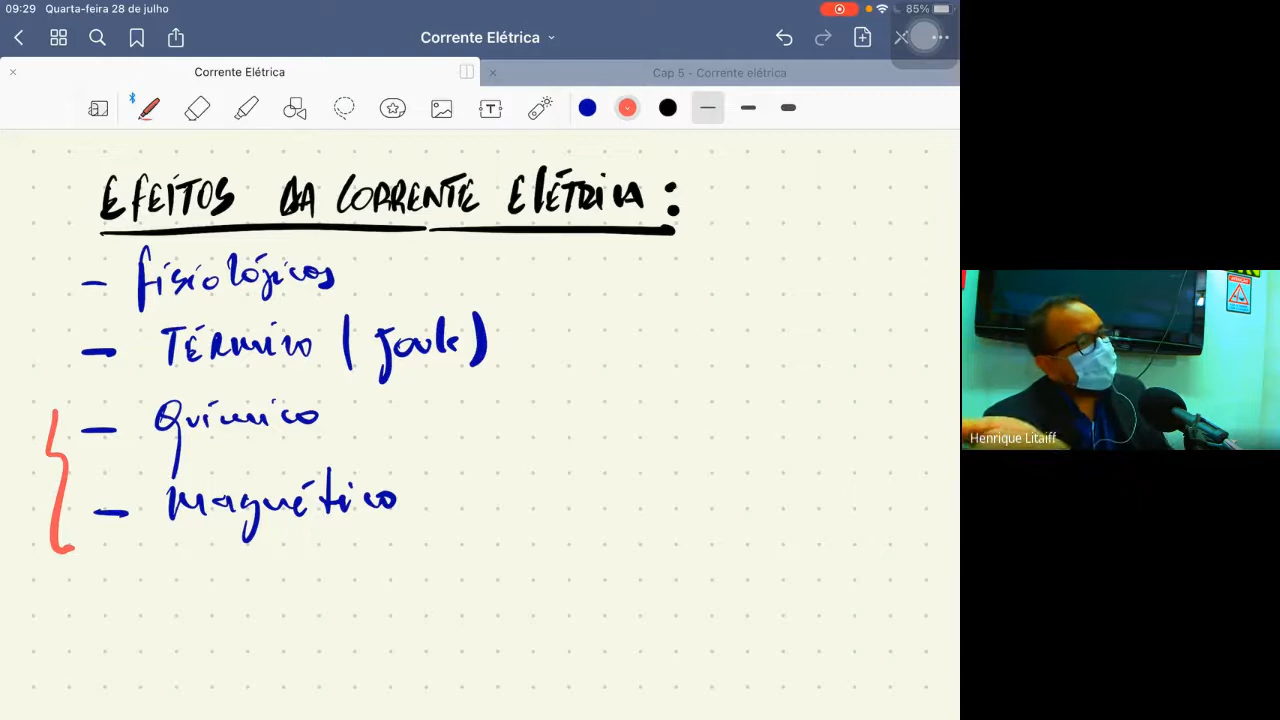 09:29 Quarta-feira 28 de julho
85%
Corrente Elétrica
Corrente Elétrica
Cap 5 - Corrente elétrica
T
EFEITOS DA CORRENTE ELÉTRICA:
- fisiológicos
- TÉRMICO (Joule)
- Químico
- Magnético
Henrique Litaiff